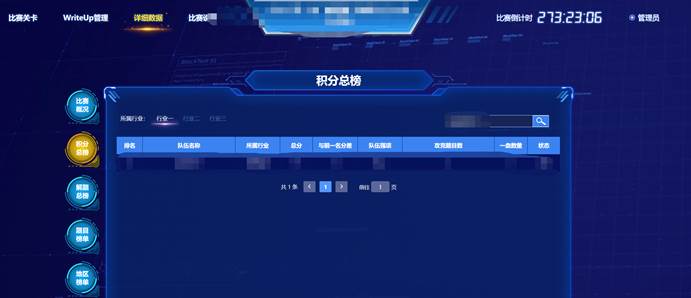 比赛关卡 WriteUp管理 详细数据 比赛 比赛倒计时 273:23:06 管理员
积分总榜
比赛概况
积分总榜
解题总榜
题目榜单
地区榜单
所属行业: 行业一 行业二 行业三
排名 队伍名称 所属行业 总分 与前一名分差 队伍强项 攻克题目数 一血数量 状态
共 1 条 1 前往 1 页